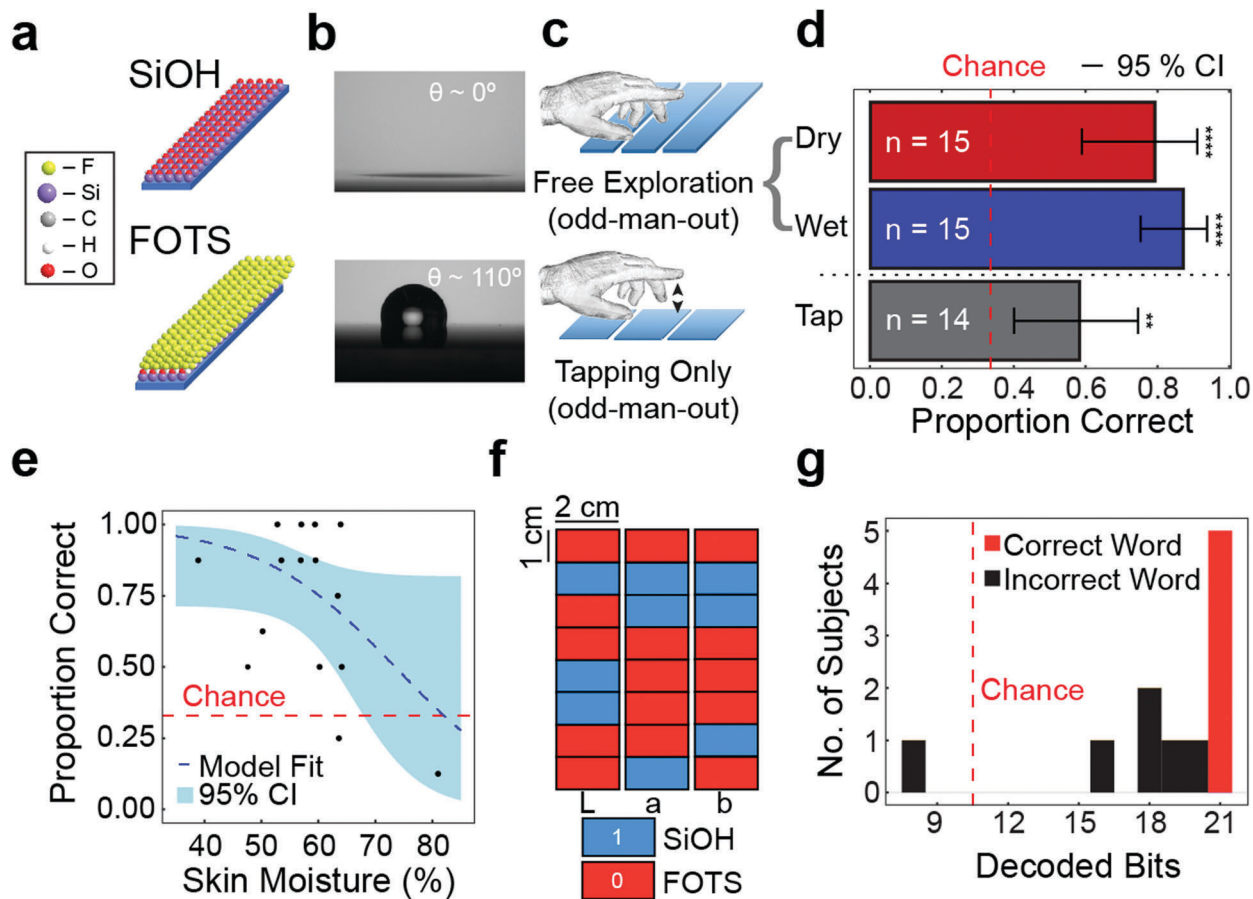 a
SiOH
– F
– Si
– C
– H
– O
FOTS
b
θ ~ 0º
θ ~ 110º
c
Free Exploration
(odd-man-out)
Tapping Only
(odd-man-out)
d
Chance
— 95 % CI
Dry
n = 15
****
Wet
n = 15
****
Tap
n = 14
**
0.0 0.2 0.4 0.6 0.8 1.0
Proportion Correct
e
Proportion Correct
1.00
0.75
0.50
0.25
0.00
Chance
Model Fit
95% CI
40 50 60 70 80
Skin Moisture (%)
f
2 cm
1 cm
L a b
1 SiOH
0 FOTS
g
No. of Subjects
5
4
3
2
1
0
Correct Word
Incorrect Word
Chance
9 12 15 18 21
Decoded Bits